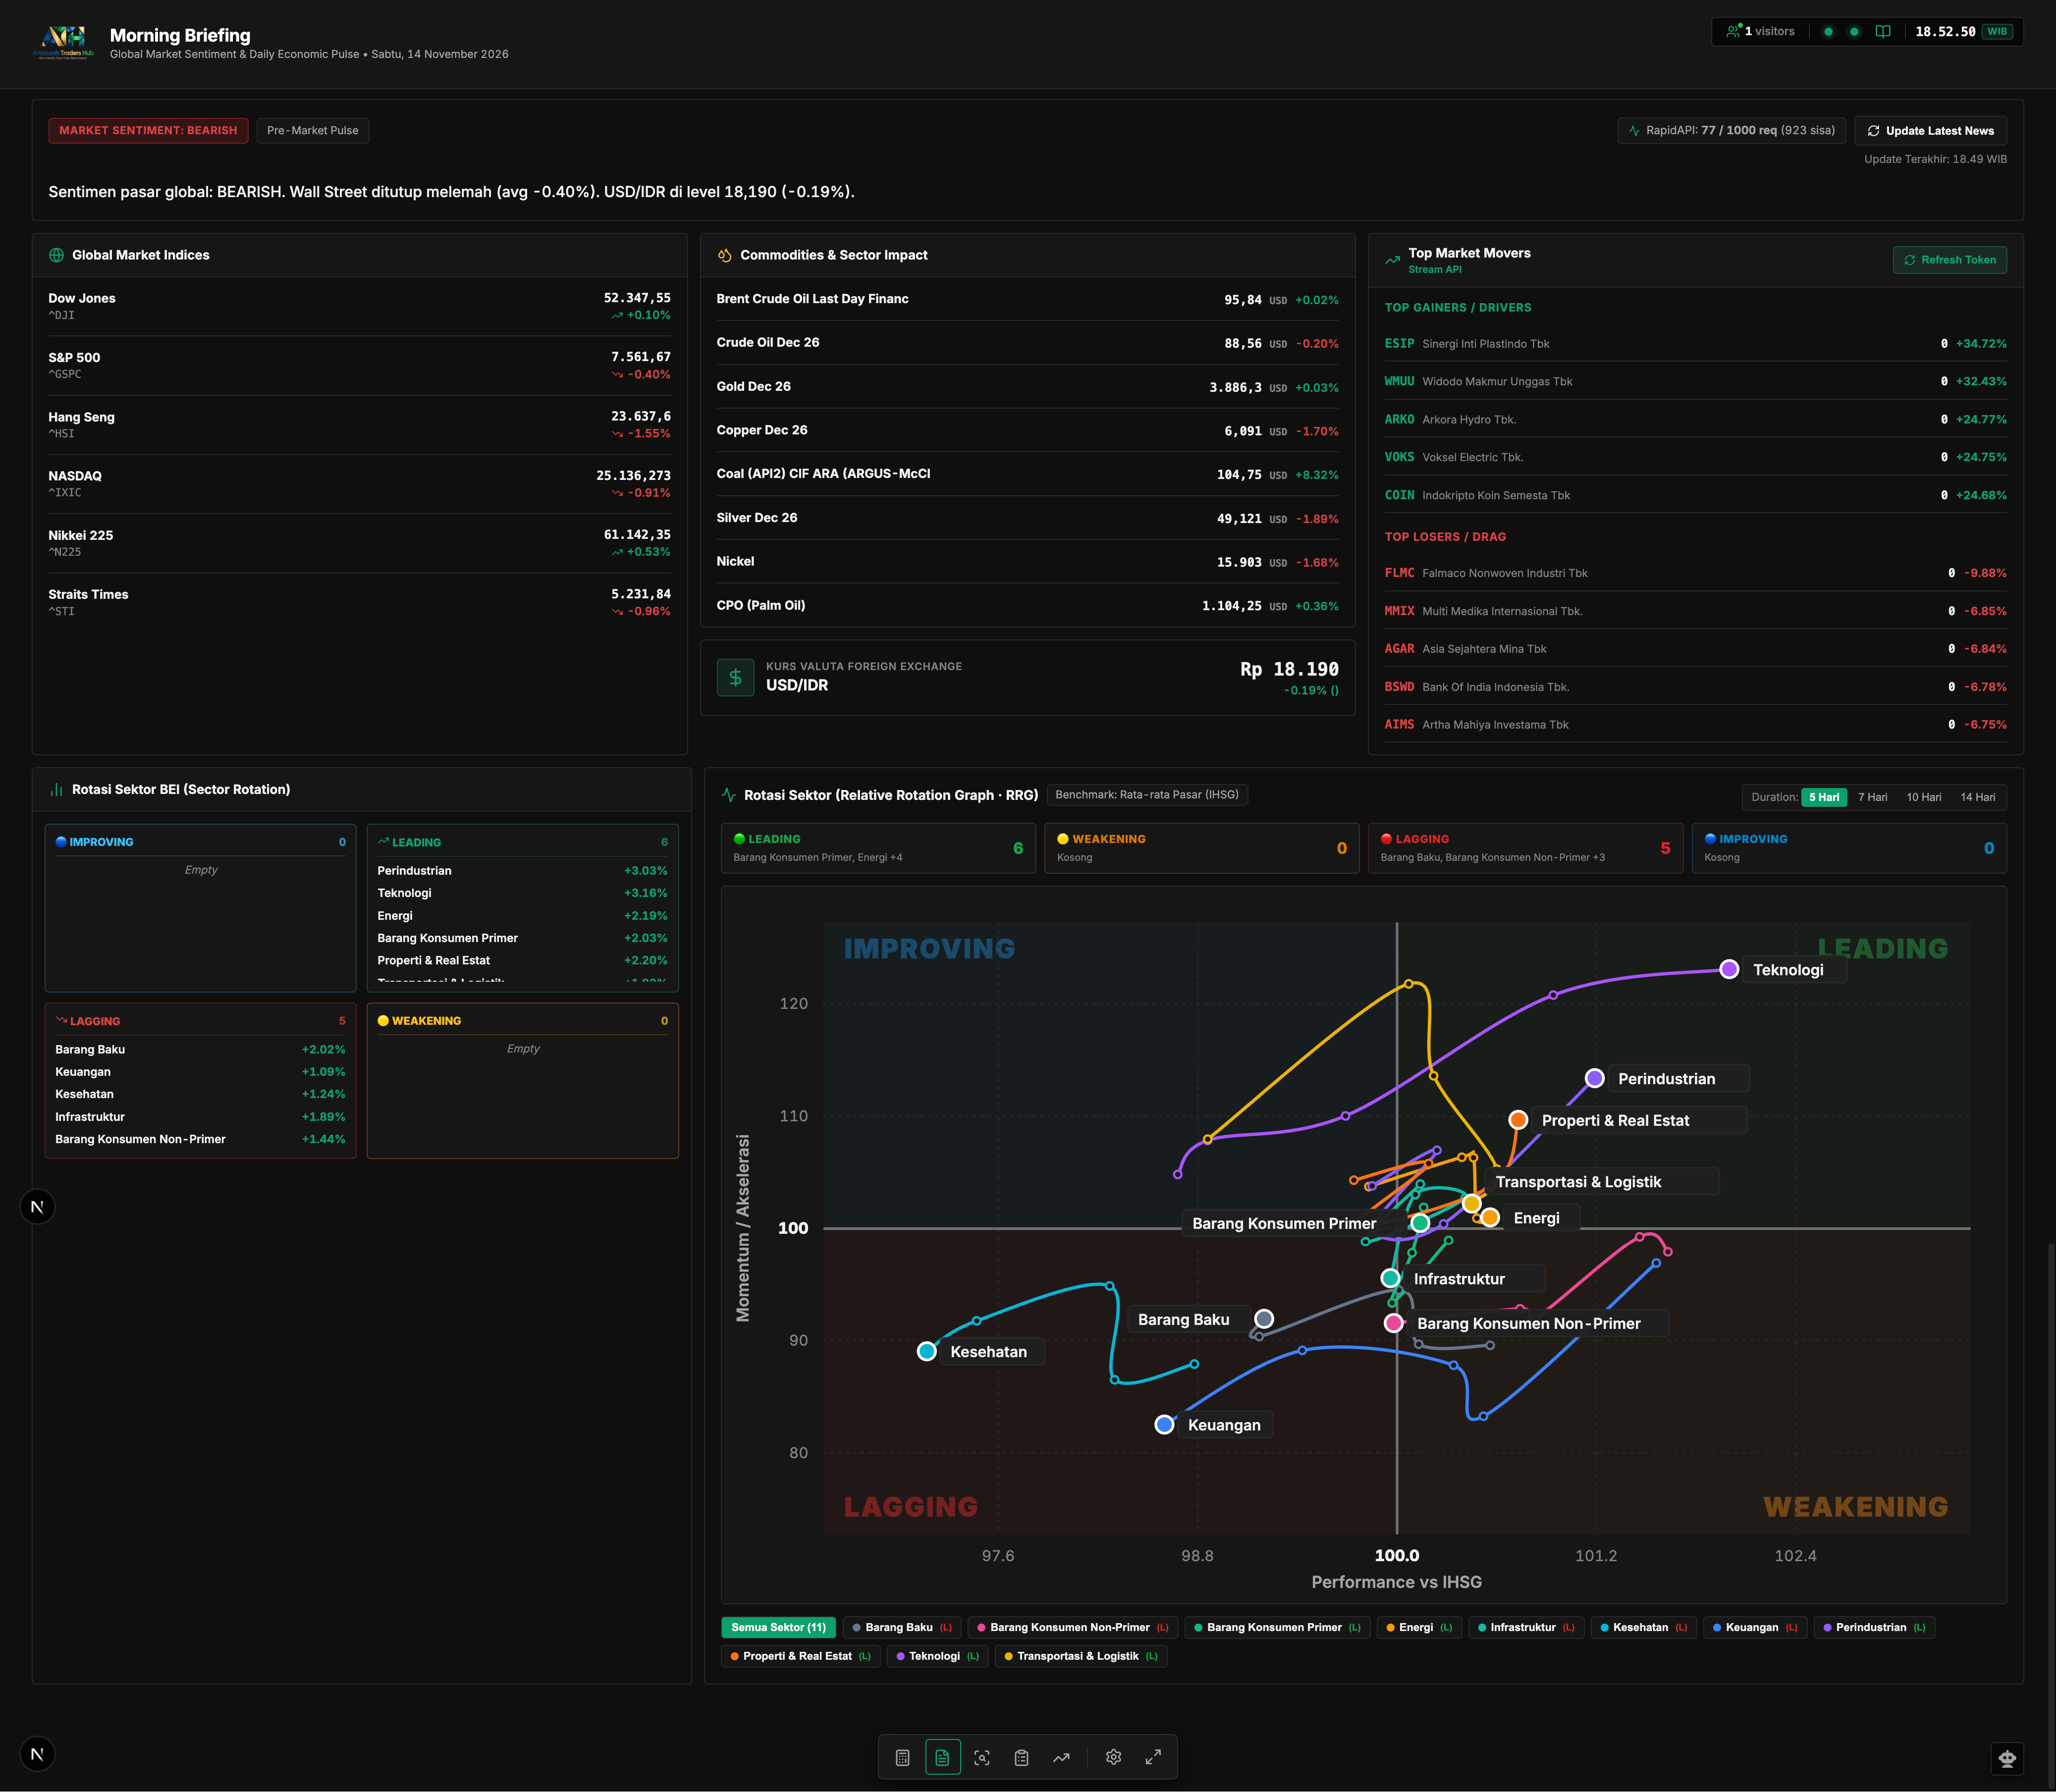 ATH
Traders Hub
Morning Briefing
Global Market Sentiment & Daily Economic Pulse • Sabtu, 14 November 2026
1 visitors
18.52.50 WIB
MARKET SENTIMENT: BEARISH
Pre-Market Pulse
RapidAPI: 77 / 1000 req (923 sisa)
Update Latest News
Update Terakhir: 18.49 WIB
Sentimen pasar global: BEARISH. Wall Street ditutup melemah (avg -0.40%). USD/IDR di level 18,190 (-0.19%).
Global Market Indices
Dow Jones 52.347,55
^DJI +0.10%
S&P 500 7.561,67
^GSPC -0.40%
Hang Seng 23.637,6
^HSI -1.55%
NASDAQ 25.136,273
^IXIC -0.91%
Nikkei 225 61.142,35
^N225 +0.53%
Straits Times 5.231,84
^STI -0.96%
Commodities & Sector Impact
Brent Crude Oil Last Day Financ 95,84 USD +0.02%
Crude Oil Dec 26 88,56 USD -0.20%
Gold Dec 26 3.886,3 USD +0.03%
Copper Dec 26 6,091 USD -1.70%
Coal (API2) CIF ARA (ARGUS-McCl 104,75 USD +8.32%
Silver Dec 26 49,121 USD -1.89%
Nickel 15.903 USD -1.68%
CPO (Palm Oil) 1.104,25 USD +0.36%
$
KURS VALUTA FOREIGN EXCHANGE
USD/IDR
Rp 18.190
-0.19% ()
Top Market Movers
Stream API
Refresh Token
TOP GAINERS / DRIVERS
ESIP Sinergi Inti Plastindo Tbk 0 +34.72%
WMUU Widodo Makmur Unggas Tbk 0 +32.43%
ARKO Arkora Hydro Tbk. 0 +24.77%
VOKS Voksel Electric Tbk. 0 +24.75%
COIN Indokripto Koin Semesta Tbk 0 +24.68%
TOP LOSERS / DRAG
FLMC Falmaco Nonwoven Industri Tbk 0 -9.88%
MMIX Multi Medika Internasional Tbk. 0 -6.85%
AGAR Asia Sejahtera Mina Tbk 0 -6.84%
BSWD Bank Of India Indonesia Tbk. 0 -6.78%
AIMS Artha Mahiya Investama Tbk 0 -6.75%
Rotasi Sektor BEI (Sector Rotation)
IMPROVING 0
Empty
LEADING 6
Perindustrian +3.03%
Teknologi +3.16%
Energi +2.19%
Barang Konsumen Primer +2.03%
Properti & Real Estat +2.20%
LAGGING 5
Barang Baku +2.02%
Keuangan +1.09%
Kesehatan +1.24%
Infrastruktur +1.89%
Barang Konsumen Non-Primer +1.44%
WEAKENING 0
Empty
Rotasi Sektor (Relative Rotation Graph · RRG)
Benchmark: Rata-rata Pasar (IHSG)
Duration: 5 Hari 7 Hari 10 Hari 14 Hari
LEADING 6
Barang Konsumen Primer, Energi +4
WEAKENING 0
Kosong
LAGGING 5
Barang Baku, Barang Konsumen Non-Primer +3
IMPROVING 0
Kosong
IMPROVING
LEADING
Teknologi
120
Perindustrian
110
Properti & Real Estat
Transportasi & Logistik
Energi
Barang Konsumen Primer
100
Infrastruktur
Barang Baku
Barang Konsumen Non-Primer
90
Kesehatan
Keuangan
80
LAGGING
WEAKENING
Momentum / Akselerasi
97.6 98.8 100.0 101.2 102.4
Performance vs IHSG
Semua Sektor (11) Barang Baku (L) Barang Konsumen Non-Primer (L) Barang Konsumen Primer (L) Energi (L) Infrastruktur (L) Kesehatan (L) Keuangan (L) Perindustrian (L)
Properti & Real Estat (L) Teknologi (L) Transportasi & Logistik (L)
N
N